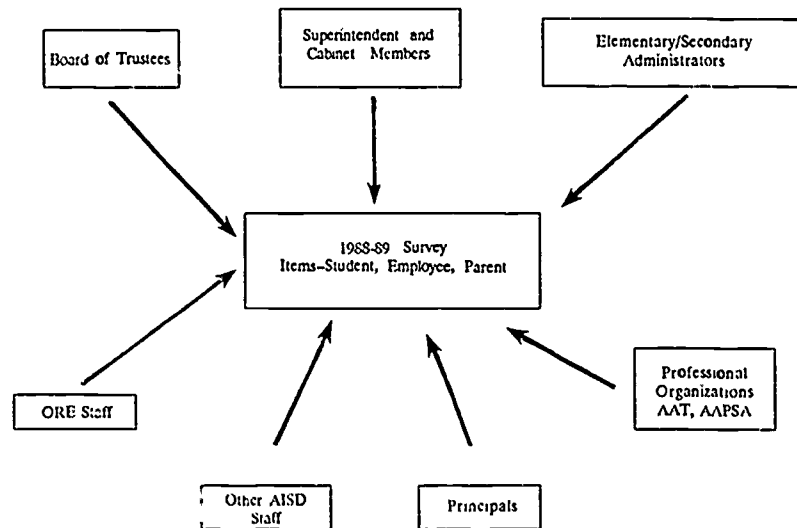 Board of Trustees
Superintendent and
Cabinet Members
Elementary/Secondary
Administrators
1988-89 Survey
Items-Student, Employee, Parent
ORE Staff
Professional
Organizations
AAT, AAPSA
Other AISD
Staff
Principals